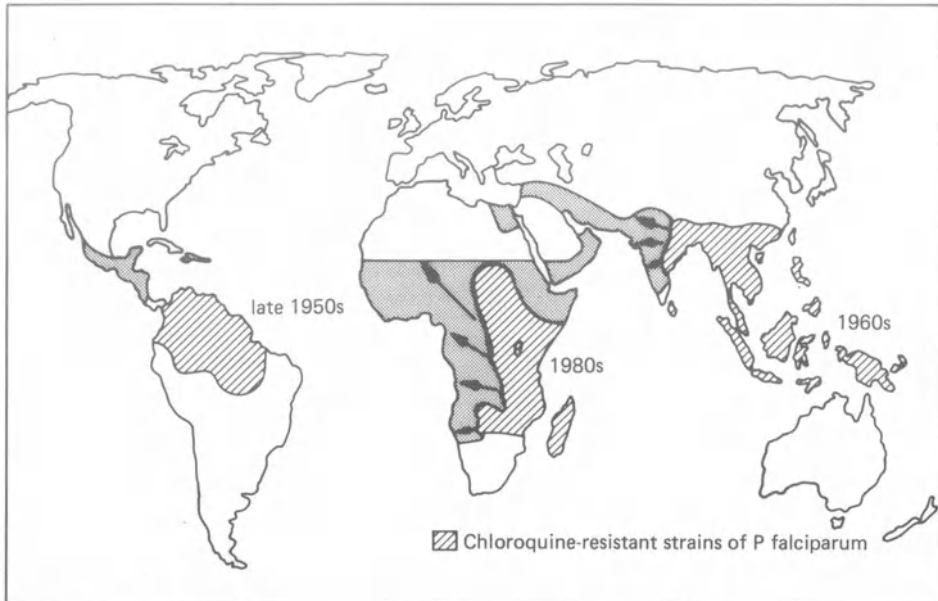 late 1950s
1960s
1980s
Chloroquine-resistant strains of P falciparum